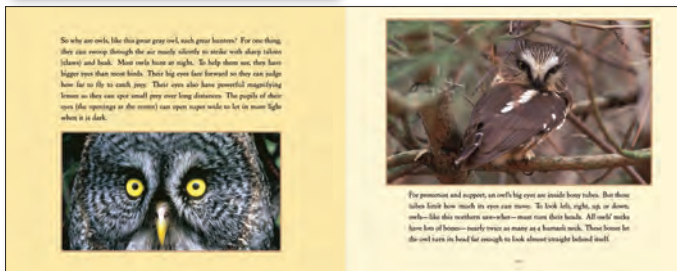 So why are owls, like this great gray owl, such great hunters? For one thing,
they can swoop through the air nearly silently to strike with sharp talons
(claws) and beak. Most owls hunt at night. To help them see, they have
bigger eyes than most birds. Their big eyes face forward so they can judge
how far to fly to catch prey. Their eyes also have powerful magnifying
lenses so they can spot small prey over long distances. The pupils of their
eyes (the openings at the center) can open super wide to let in more light
when it is dark.
For protection and support, an owl's big eyes are inside bony tubes. But those
tubes limit how much its eyes can move. To look left, right, up, or down,
owls—like this northern saw-whet—must turn their heads. All owls' necks
have lots of bones—nearly twice as many as a human's neck. These bones let
the owl turn its head far enough to look almost straight behind itself.